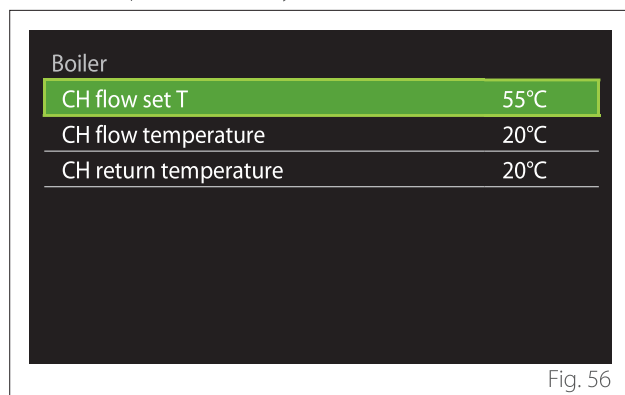 Boiler
CH flow set T 55°C
CH flow temperature 20°C
CH return temperature 20°C
Fig. 56